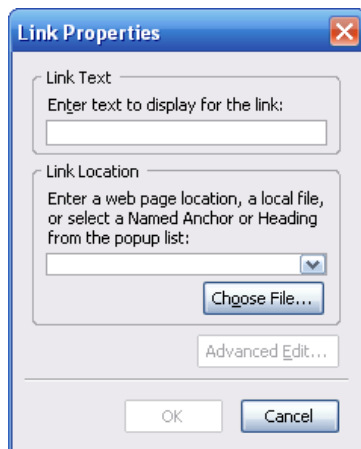 Link Properties
Link Text
Enter text to display for the link:
Link Location
Enter a web page location, a local file,
or select a Named Anchor or Heading
from the popup list:
Choose File...
Advanced Edit...
OK
Cancel